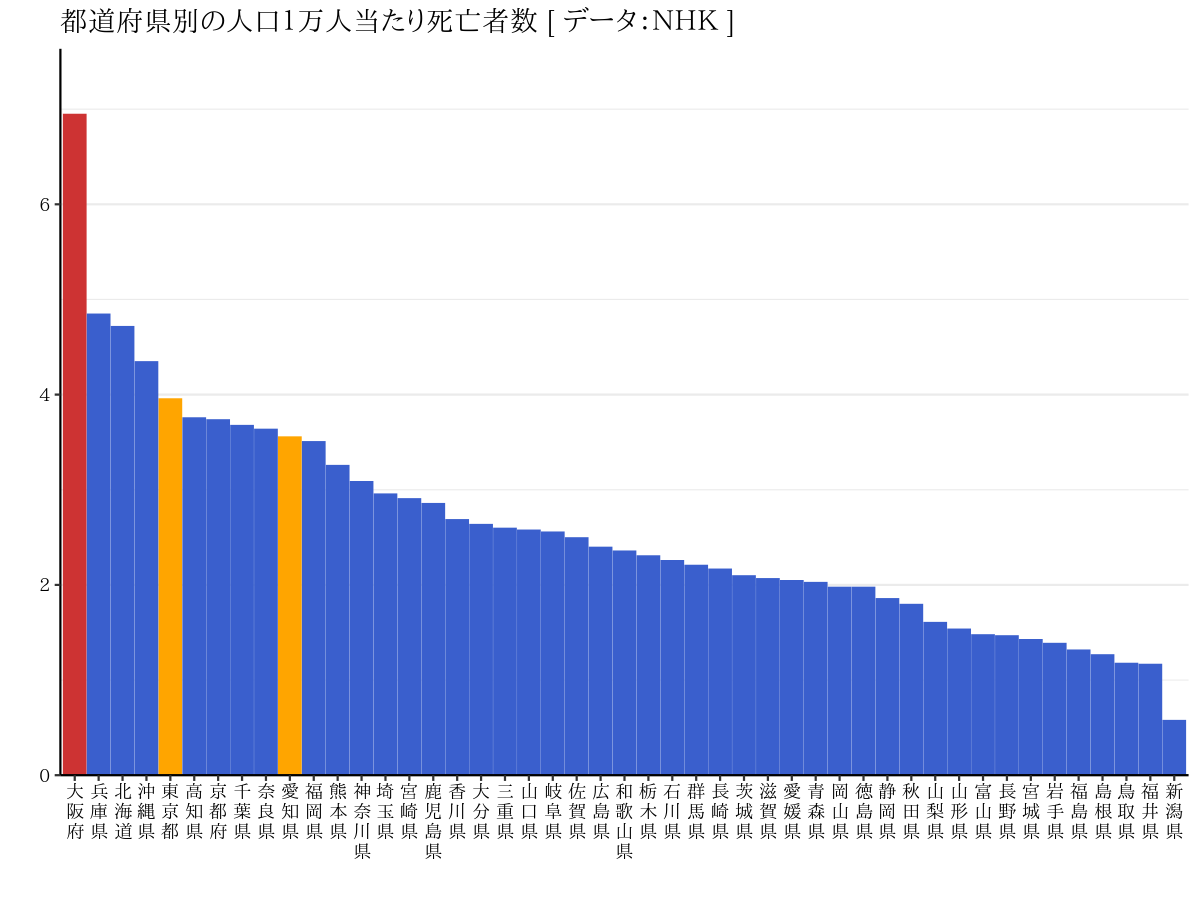 都道府県別の人口1万人当たり死亡者数 [ データ:NHK ]
6
4
2
0
大阪府
兵庫県
北海道
沖縄県
東京都
高知県
京都府
千葉県
奈良県
愛知県
福岡県
熊本県
神奈川県
埼玉県
宮崎県
鹿児島県
香川県
大分県
三重県
山口県
岐阜県
佐賀県
広島県
和歌山県
栃木県
石川県
群馬県
長崎県
茨城県
滋賀県
愛媛県
青森県
岡山県
徳島県
静岡県
秋田県
山梨県
山形県
富山県
長野県
宮城県
岩手県
福島県
島根県
鳥取県
福井県
新潟県